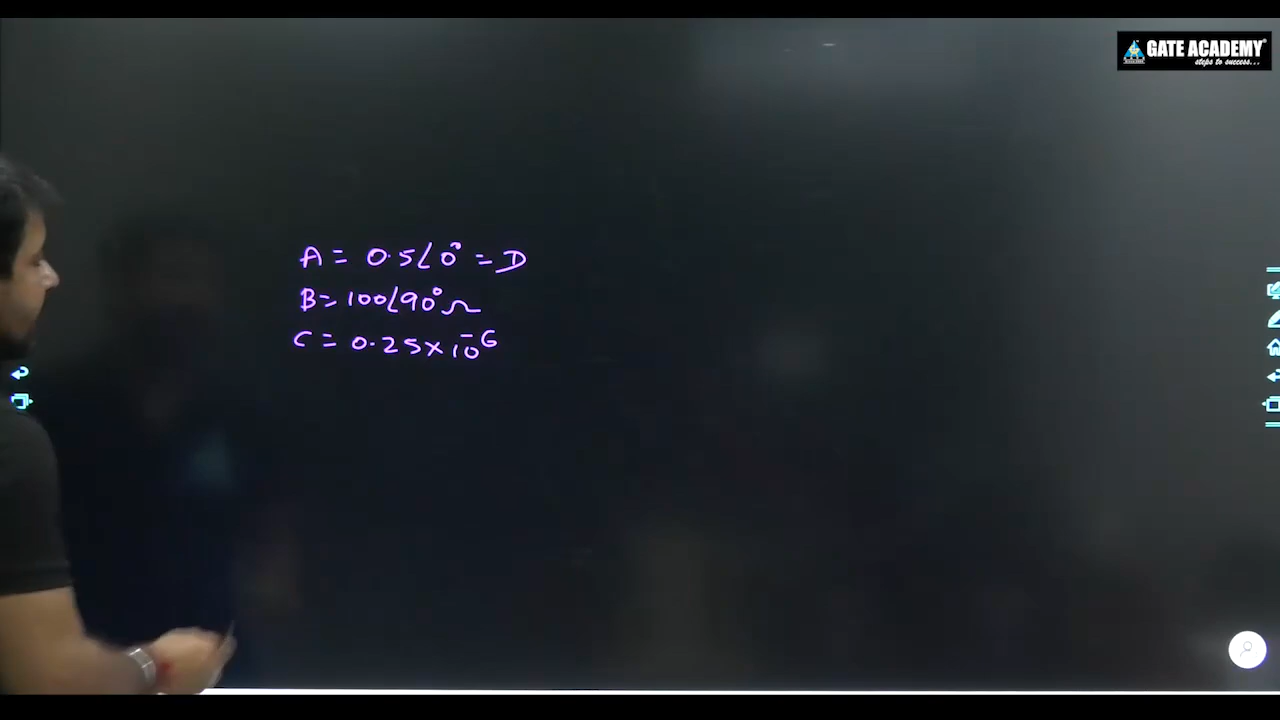 GATE ACADEMY®
steps to success...
A = 0.5∠0° = D
B = 100∠90° Ω
C = 0.25 × 10⁻⁶